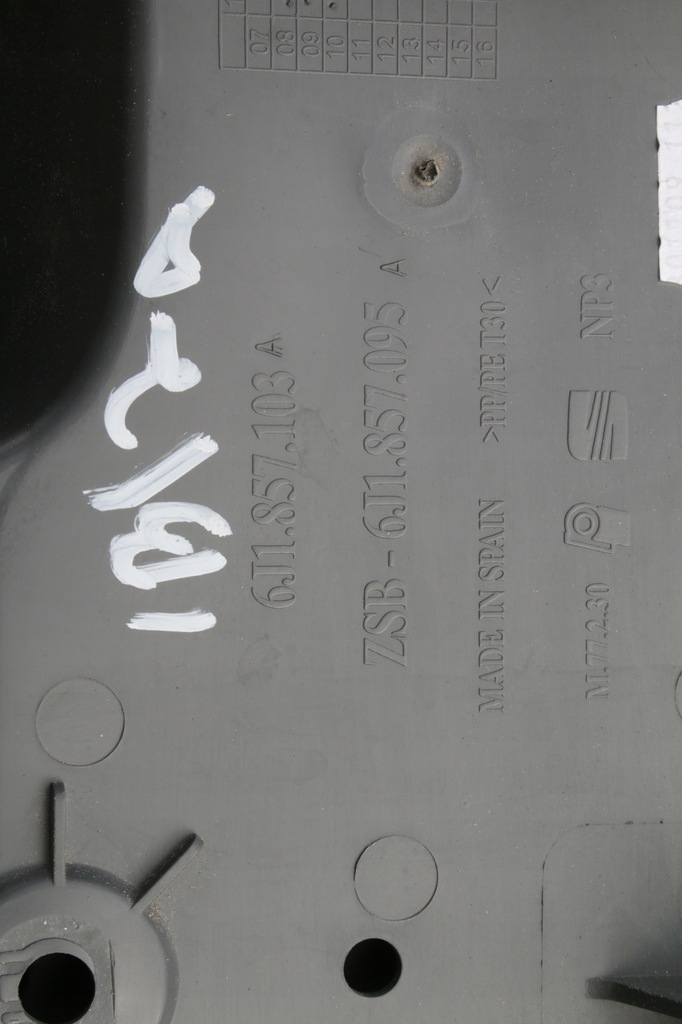 07 08 09 10 11 12 13 14 15 16
6J1.857.103 A
ZSB - 6J1.857.095 A
MADE IN SPAIN >PP/PE T30<
M.77.2.30 NP3